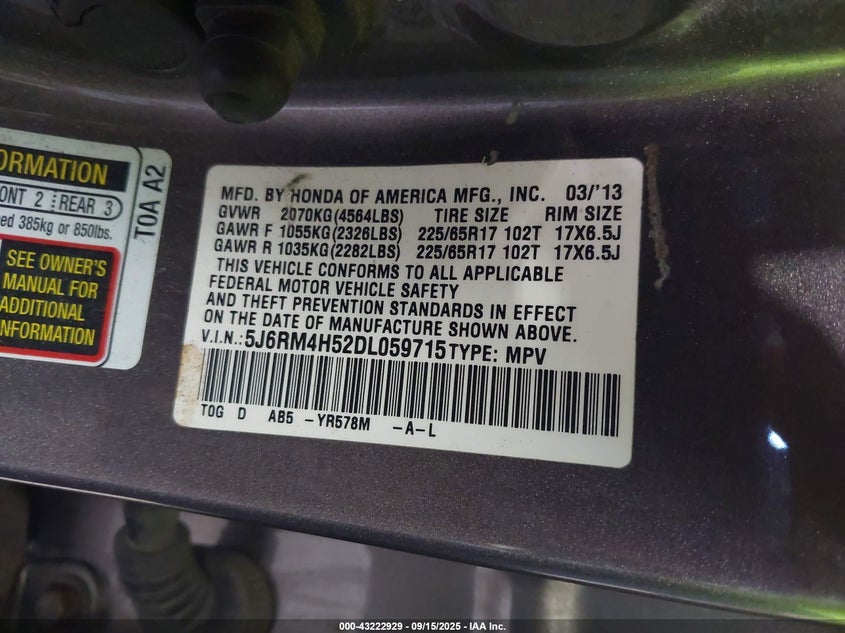 ORMATION
ONT 2 REAR 3
ed 385kg or 850lbs.
SEE OWNER'S
MANUAL FOR
ADDITIONAL
INFORMATION
TOA A2
MFD. BY HONDA OF AMERICA MFG., INC. 03/'13
GVWR 2070KG(4564LBS) TIRE SIZE RIM SIZE
GAWR F 1055KG(2326LBS) 225/65R17 102T 17X6.5J
GAWR R 1035KG(2282LBS) 225/65R17 102T 17X6.5J
THIS VEHICLE CONFORMS TO ALL APPLICABLE
FEDERAL MOTOR VEHICLE SAFETY
AND THEFT PREVENTION STANDARDS IN EFFECT
ON THE DATE OF MANUFACTURE SHOWN ABOVE.
V.I.N.:5J6RM4H52DL059715 TYPE: MPV
TOG D AB5 -YR578M -A-L
000-43222929 - 09/15/2025 - IAA Inc.